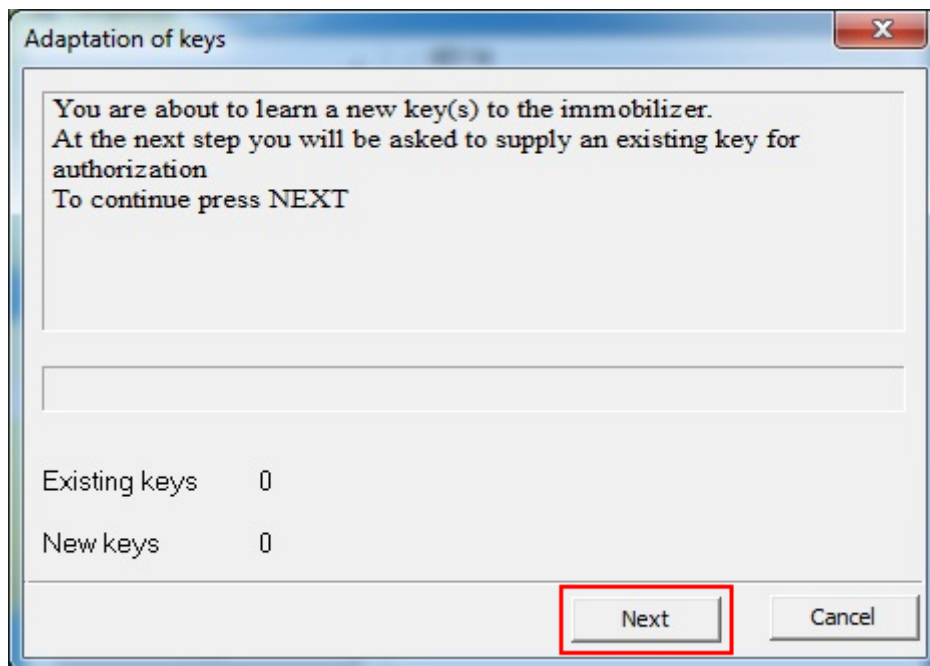 Adaptation of keys
You are about to learn a new key(s) to the immobilizer.
At the next step you will be asked to supply an existing key for
authorization
To continue press NEXT
Existing keys 0
New keys 0
Next Cancel